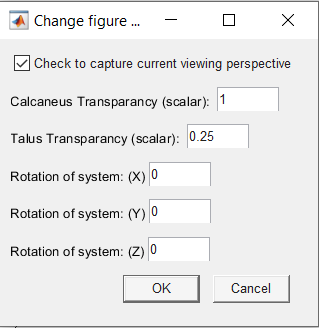 Change figure ...
Check to capture current viewing perspective
Calcaneus Transparancy (scalar): 1
Talus Transparancy (scalar): 0.25
Rotation of system: (X) 0
Rotation of system: (Y) 0
Rotation of system: (Z) 0
OK Cancel